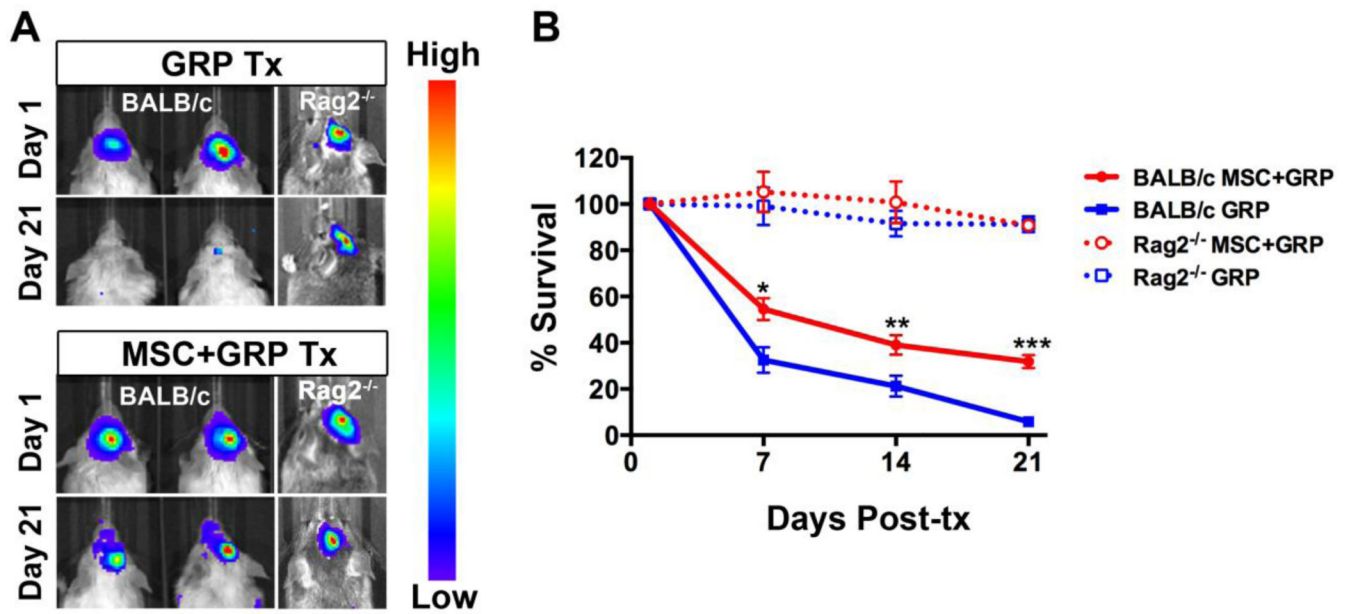 A
GRP Tx
BALB/c
Rag2-/-
Day 1
Day 21
MSC+GRP Tx
BALB/c
Rag2-/-
Day 1
Day 21
High
Low
B
% Survival
120
100
80
60
40
20
0
0 7 14 21
Days Post-tx
*
**
***
BALB/c MSC+GRP
BALB/c GRP
Rag2-/- MSC+GRP
Rag2-/- GRP